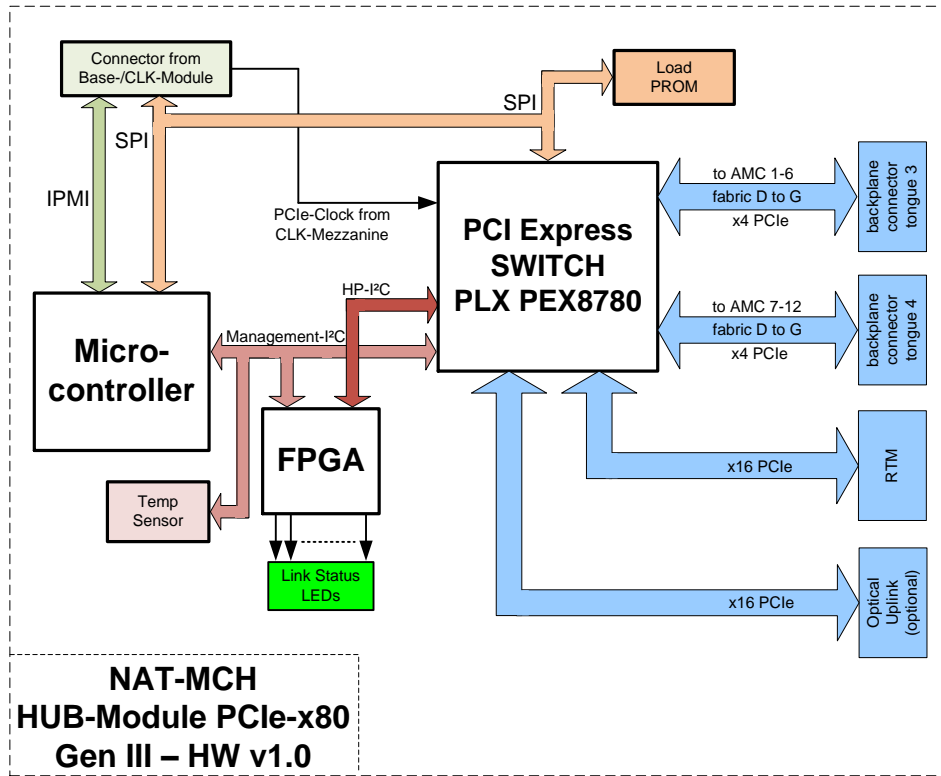 Connector from
Base-/CLK-Module
Load
PROM
SPI
SPI
IPMI
PCIe-Clock from
CLK-Mezzanine
PCI Express
SWITCH
PLX PEX8780
to AMC 1-6
fabric D to G
x4 PCIe
backplane
connector
tongue 3
HP-I²C
Management-I²C
Micro-
controller
to AMC 7-12
fabric D to G
x4 PCIe
backplane
connector
tongue 4
FPGA
Temp
Sensor
x16 PCIe
RTM
Link Status
LEDs
x16 PCIe
Optical
Uplink
(optional)
NAT-MCH
HUB-Module PCIe-x80
Gen III – HW v1.0